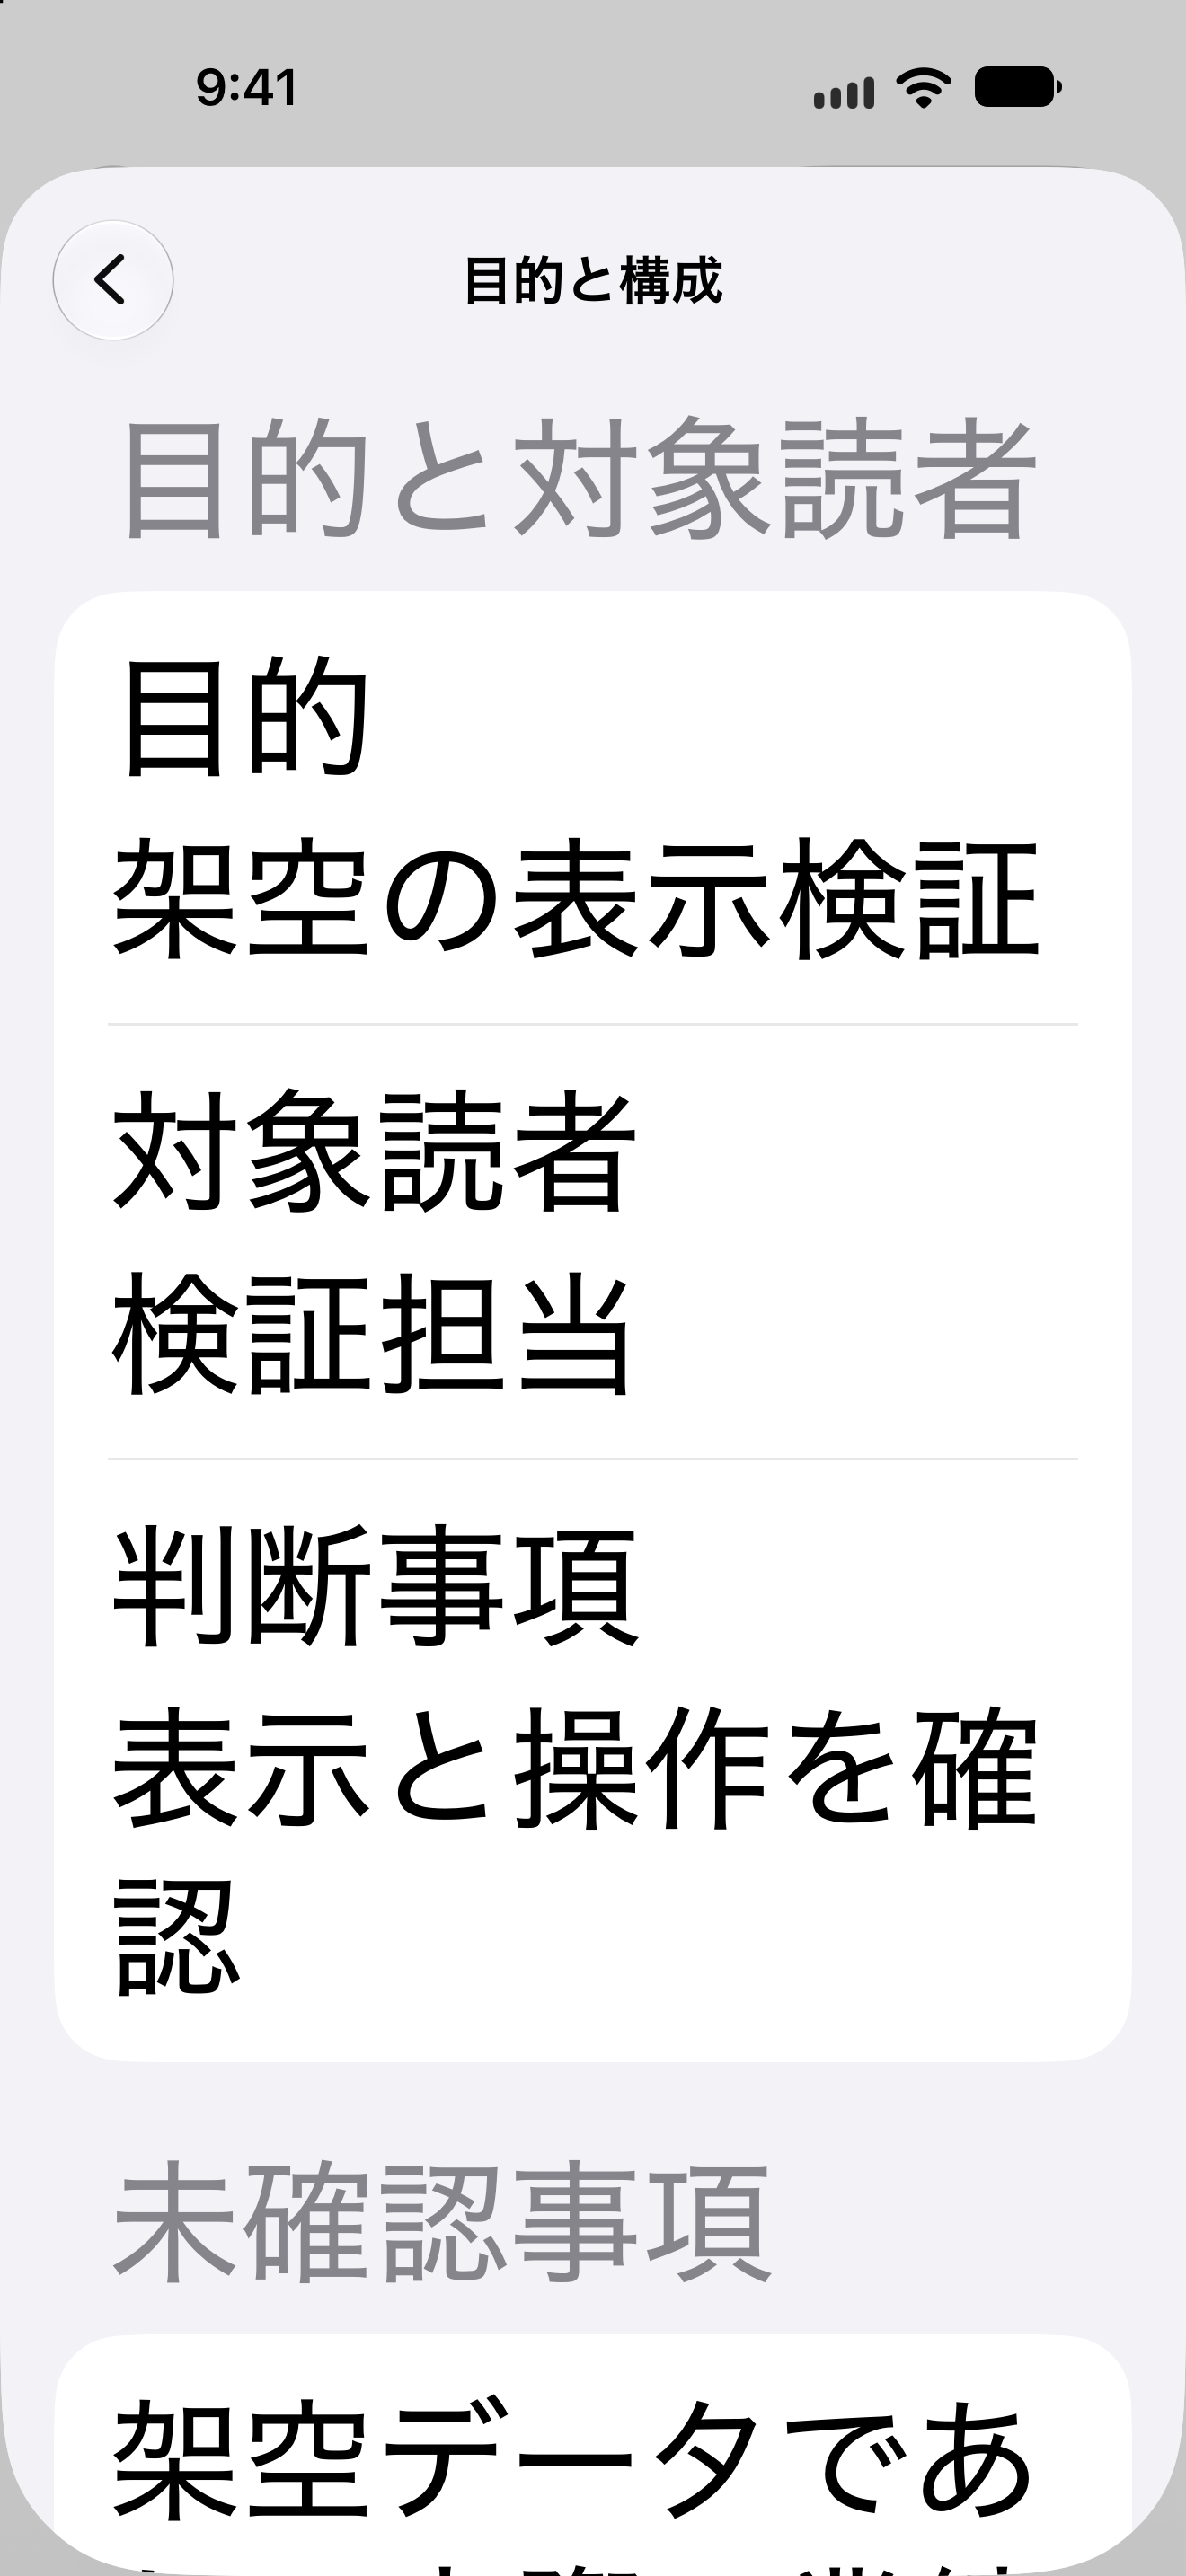 9:41
目的と構成
目的と対象読者
目的
架空の表示検証
対象読者
検証担当
判断事項
表示と操作を確
認
未確認事項
架空データであ